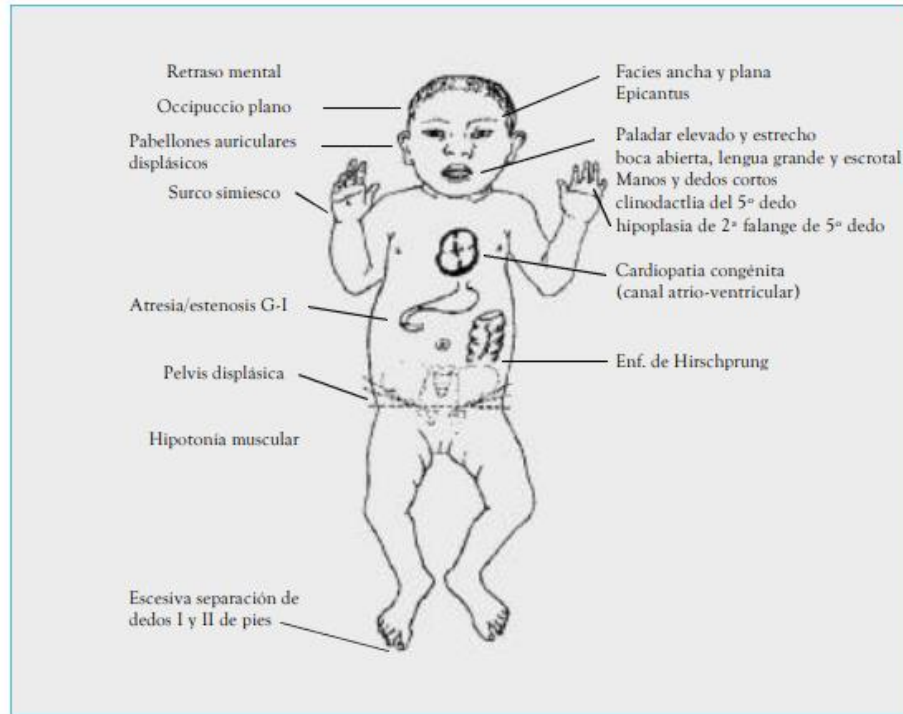 Retraso mental
Occipuccio plano
Pabellones auriculares
displásicos
Surco simiesco
Atresia/estenosis G-I
Pelvis displásica
Hipotonía muscular
Escesiva separación de
dedos I y II de pies
Facies ancha y plana
Epicantus
Paladar elevado y estrecho
boca abierta, lengua grande y escrotal
Manos y dedos cortos
clinodactlia del 5º dedo
hipoplasia de 2ª falange de 5º dedo
Cardiopatia congénita
(canal atrio-ventricular)
Enf. de Hirschprung